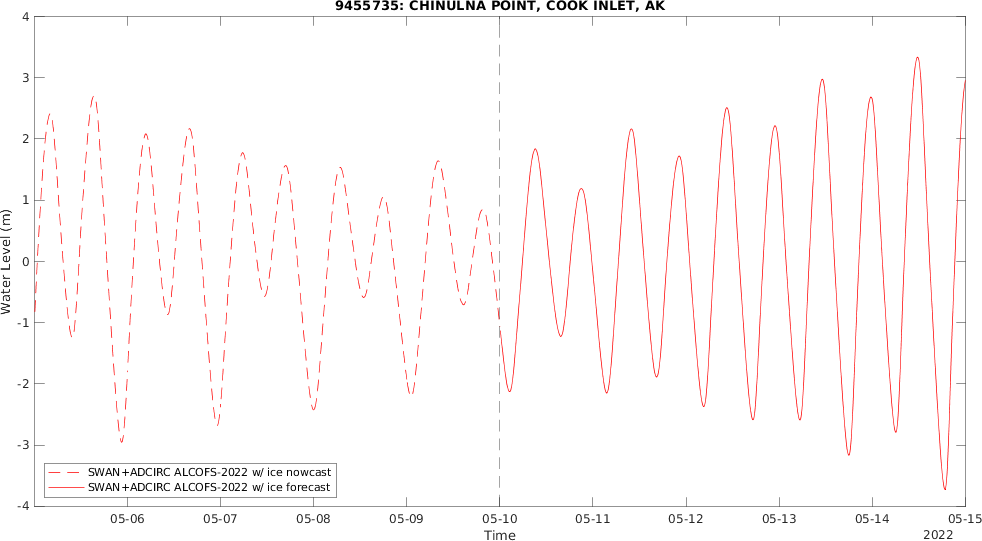 9455735: CHINULNA POINT, COOK INLET, AK
4
3
2
1
0
-1
-2
-3
-4
Water Level (m)
SWAN+ADCIRC ALCOFS-2022 w/ ice nowcast
SWAN+ADCIRC ALCOFS-2022 w/ ice forecast
05-06 05-07 05-08 05-09 05-10 05-11 05-12 05-13 05-14 05-15
Time
2022